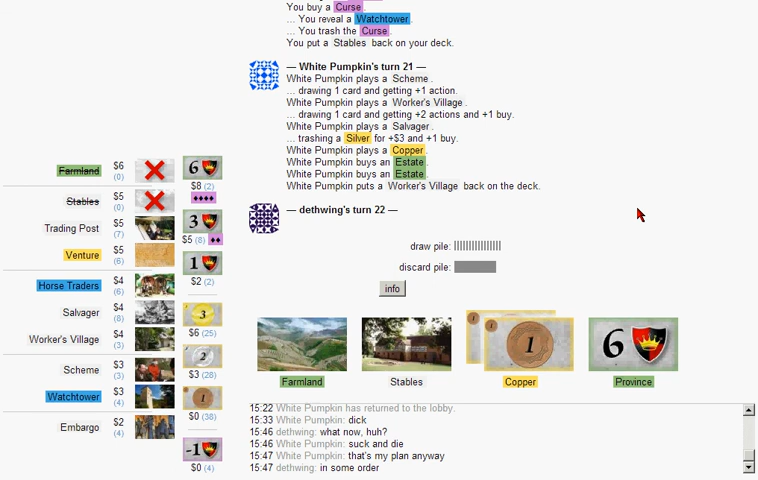 You buy a Curse .
... You reveal a Watchtower .
... You trash the Curse .
You put a Stables back on your deck.
— White Pumpkin's turn 21 —
White Pumpkin plays a Scheme .
... drawing 1 card and getting +1 action.
White Pumpkin plays a Worker's Village .
... drawing 1 card and getting +2 actions and +1 buy.
White Pumpkin plays a Salvager .
... trashing a Silver for +$3 and +1 buy.
White Pumpkin plays a Copper .
White Pumpkin buys an Estate .
White Pumpkin buys an Estate .
White Pumpkin puts a Worker's Village back on the deck.
— dethwing's turn 22 —
draw pile:
discard pile:
info
Farmland $6 (0)
6 $8 (2)
Stables $5 (0)
Trading Post $5 (7)
3 $5 (8)
Venture $5 (6)
1 $2 (2)
Horse Traders $4 (6)
Salvager $4 (8)
3 $6 (25)
Worker's Village $4 (3)
2 $3 (28)
Scheme $3 (3)
Watchtower $3 (4)
1 $0 (38)
Embargo $2 (4)
-1 $0 (4)
1 1 1 6
Farmland Stables Copper Province
15:22 White Pumpkin has returned to the lobby.
15:33 White Pumpkin: dick
15:46 dethwing: what now, huh?
15:46 White Pumpkin: suck and die
15:47 White Pumpkin: that's my plan anyway
15:47 dethwing: in some order